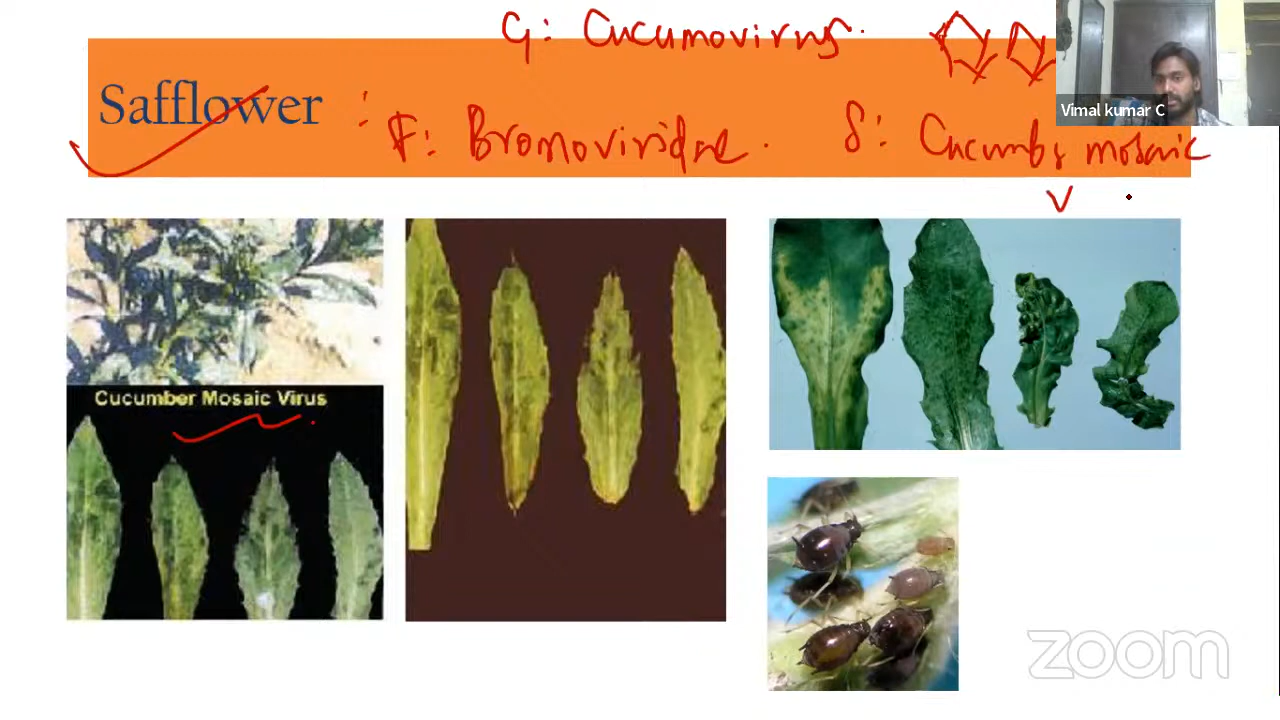 G: Cucumovirus.
Safflower :
F: Bromoviridae. S: Cucumber mosaic
V
Vimal kumar C
Cucumber Mosaic Virus
zoom